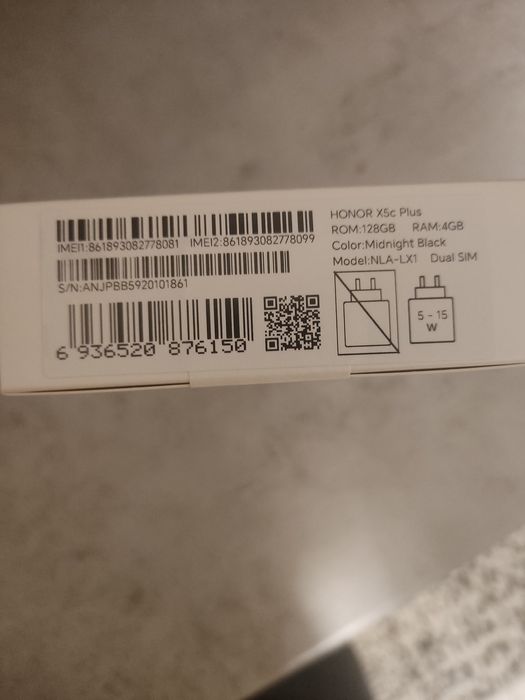 IMEI1:861893082778081 IMEI2:861893082778099
S/N:ANJPBB5920101861
6 936520 876150
HONOR X5c Plus
ROM:128GB RAM:4GB
Color:Midnight Black
Model:NLA-LX1 Dual SIM
5 - 15
W